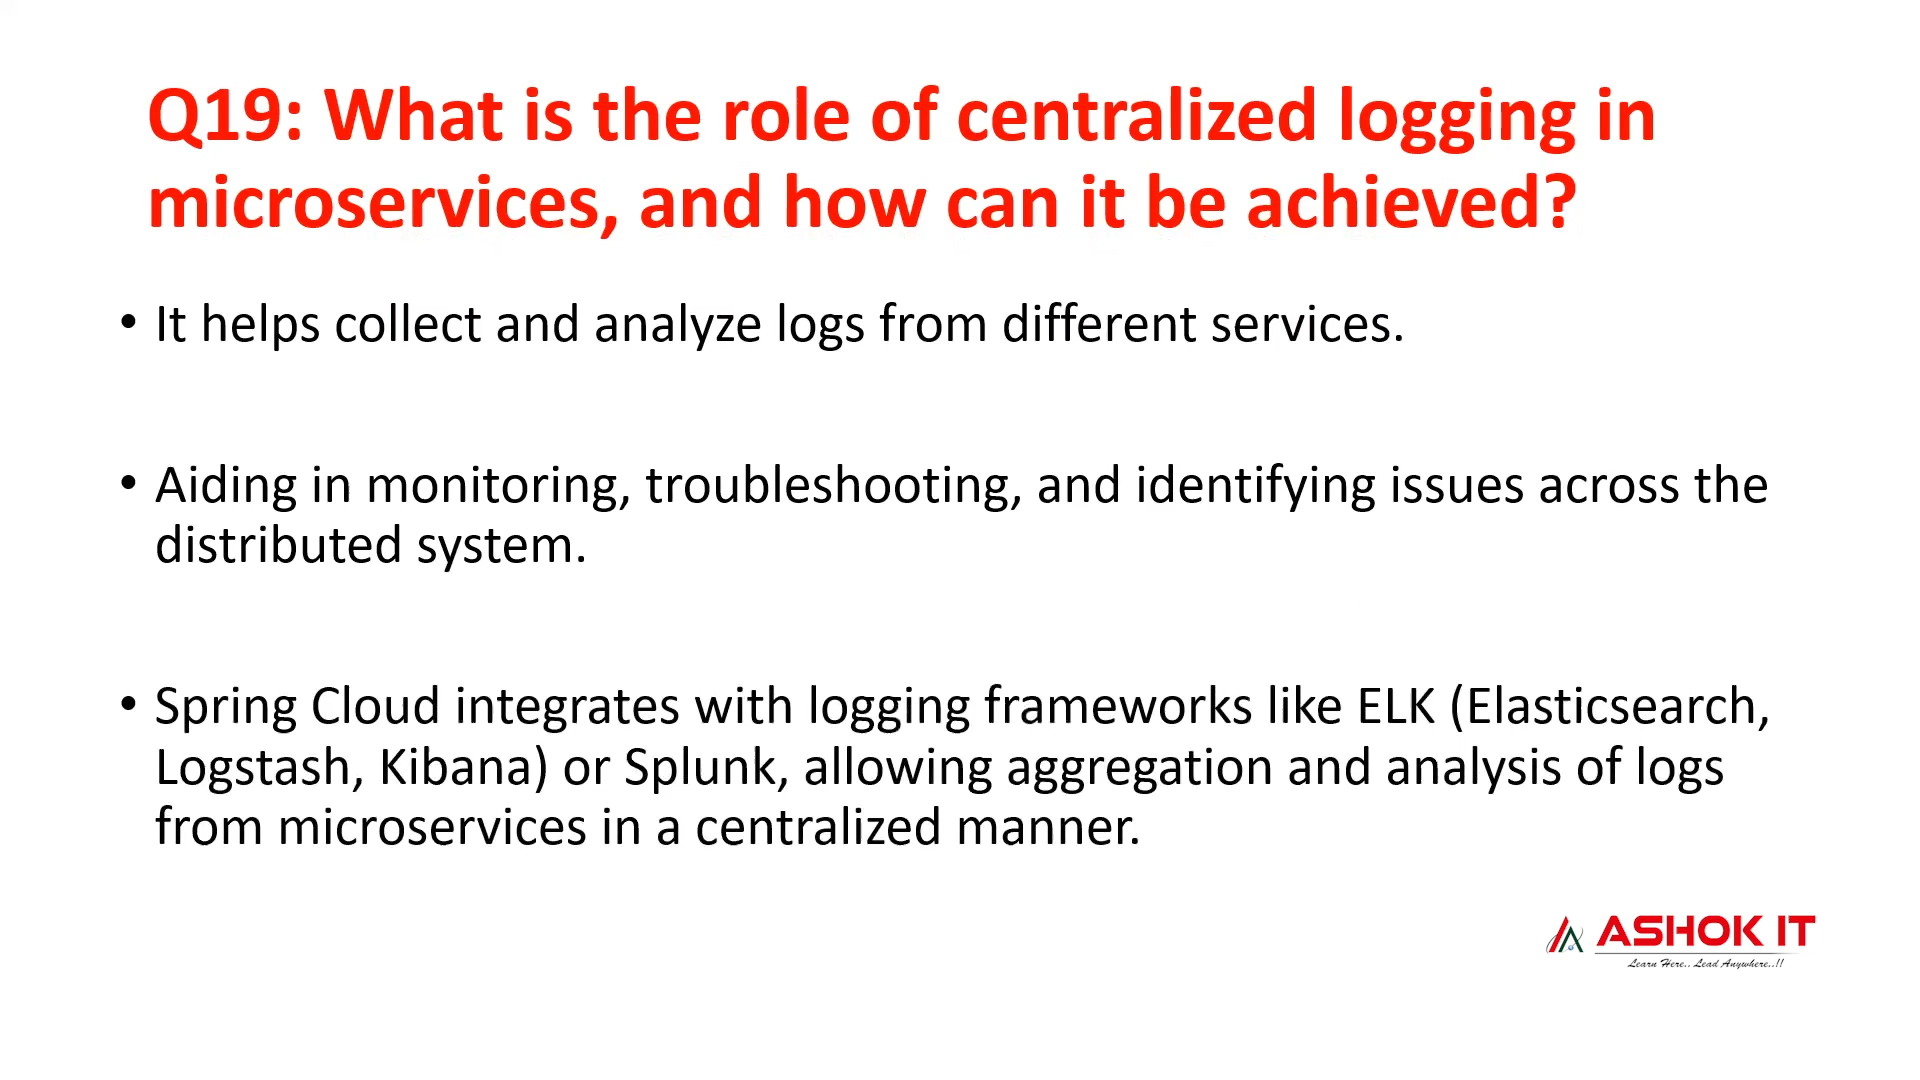 Q19: What is the role of centralized logging in
microservices, and how can it be achieved?
• It helps collect and analyze logs from different services.
• Aiding in monitoring, troubleshooting, and identifying issues across the
distributed system.
• Spring Cloud integrates with logging frameworks like ELK (Elasticsearch,
Logstash, Kibana) or Splunk, allowing aggregation and analysis of logs
from microservices in a centralized manner.
ASHOK IT
Learn Here.. Lead Anywhere..!!